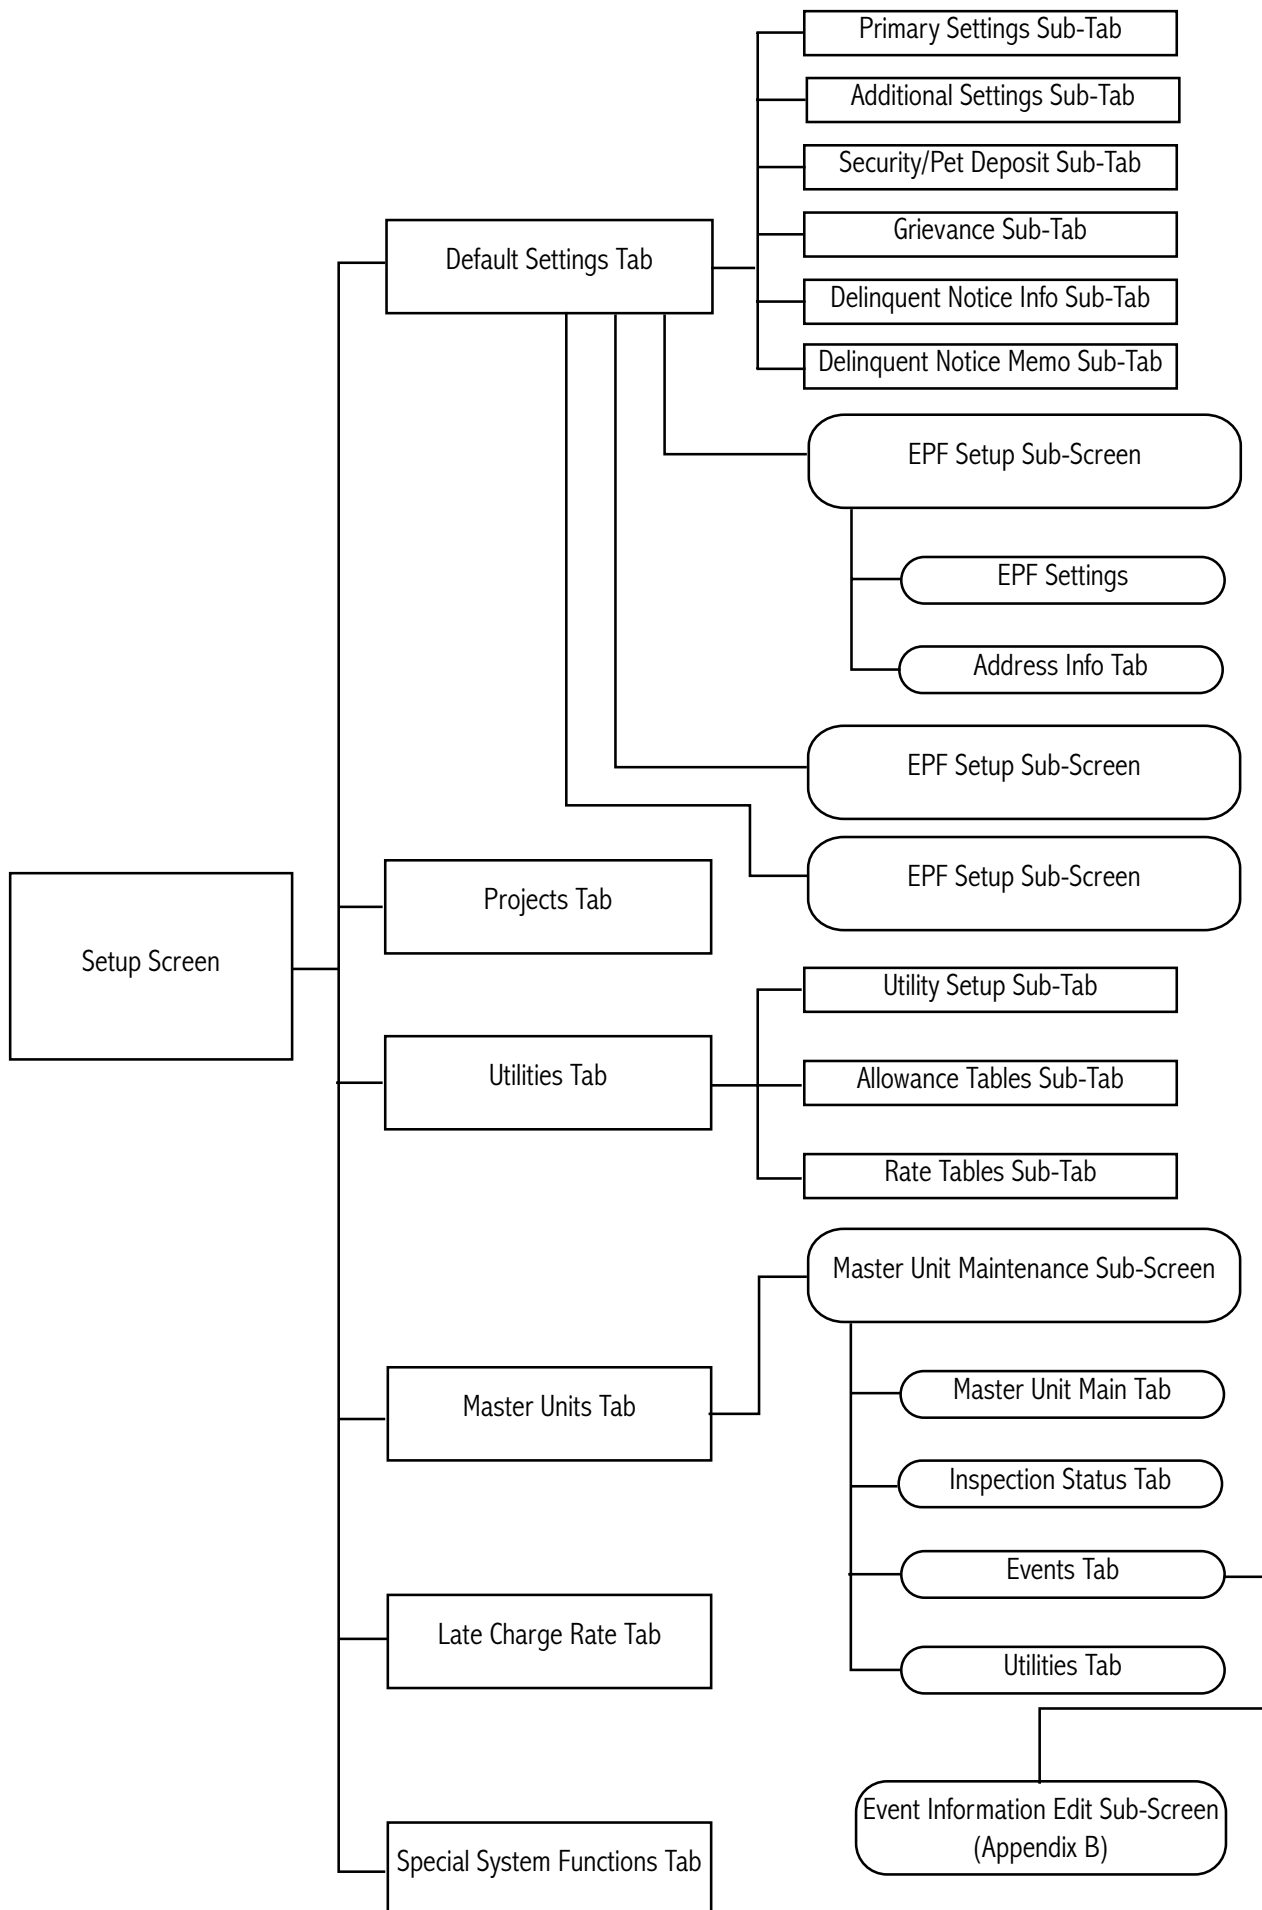 Primary Settings Sub-Tab
Additional Settings Sub-Tab
Security/Pet Deposit Sub-Tab
Default Settings Tab
Grievance Sub-Tab
Delinquent Notice Info Sub-Tab
Delinquent Notice Memo Sub-Tab
EPF Setup Sub-Screen
EPF Settings
Address Info Tab
EPF Setup Sub-Screen
EPF Setup Sub-Screen
Projects Tab
Setup Screen
Utility Setup Sub-Tab
Utilities Tab
Allowance Tables Sub-Tab
Rate Tables Sub-Tab
Master Unit Maintenance Sub-Screen
Master Units Tab
Master Unit Main Tab
Inspection Status Tab
Events Tab
Late Charge Rate Tab
Utilities Tab
Event Information Edit Sub-Screen
(Appendix B)
Special System Functions Tab